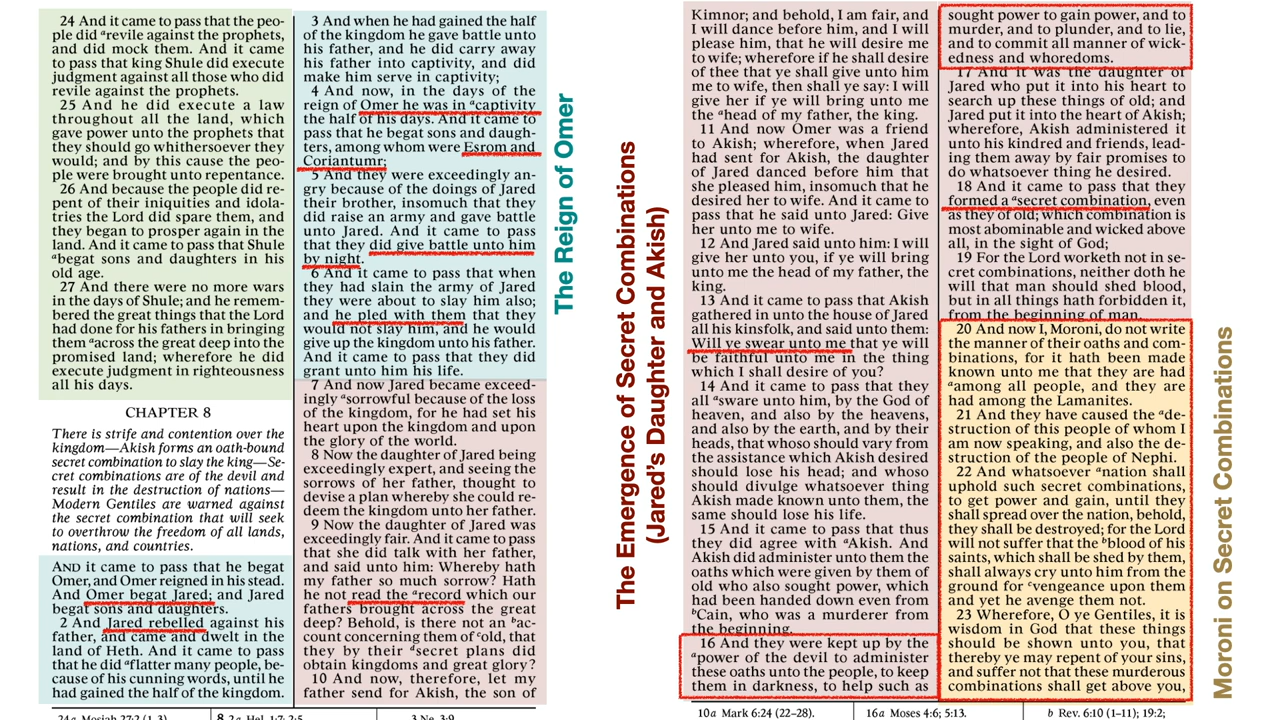 24 And it came to pass that the peo-
ple did ᵃrevile against the prophets,
and did mock them. And it came
to pass that king Shule did execute
judgment against all those who did
revile against the prophets.
25 And he did execute a law
throughout all the land, which
gave power unto the prophets that
they should go whithersoever they
would; and by this cause the peo-
ple were brought unto repentance.
26 And because the people did re-
pent of their iniquities and idola-
tries the Lord did spare them, and
they began to prosper again in the
land. And it came to pass that Shule
ᵃbegat sons and daughters in his
old age.
27 And there were no more wars
in the days of Shule; and he remem-
bered the great things that the Lord
had done for his fathers in bringing
them ᵃacross the great deep into the
promised land; wherefore he did
execute judgment in righteousness
all his days.
CHAPTER 8
There is strife and contention over the
kingdom—Akish forms an oath-bound
secret combination to slay the king—Se-
cret combinations are of the devil and
result in the destruction of nations—
Modern Gentiles are warned against
the secret combination that will seek
to overthrow the freedom of all lands,
nations, and countries.
AND it came to pass that he begat
Omer, and Omer reigned in his stead.
And Omer begat Jared; and Jared
begat sons and daughters.
2 And Jared rebelled against his
father, and came and dwelt in the
land of Heth. And it came to pass
that he did ᵃflatter many people, be-
cause of his cunning words, until he
had gained the half of the kingdom.
24a Mosiah 27:2 (1, 3).
8 2a Hel. 1:7; 2:5.
3 And when he had gained the half
of the kingdom he gave battle unto
his father, and he did carry away
his father into captivity, and did
make him serve in captivity;
4 And now, in the days of the
reign of Omer he was in ᵃcaptivity
the half of his days. And it came to
pass that he begat sons and daugh-
ters, among whom were Esrom and
Coriantumr;
5 And they were exceedingly an-
gry because of the doings of Jared
their brother, insomuch that they
did raise an army and gave battle
unto Jared. And it came to pass
that they did give battle unto him
by night.
6 And it came to pass that when
they had slain the army of Jared
they were about to slay him also;
and he pled with them that they
would not slay him, and he would
give up the kingdom unto his father.
And it came to pass that they did
grant unto him his life.
7 And now Jared became exceed-
ingly ᵃsorrowful because of the loss
of the kingdom, for he had set his
heart upon the kingdom and upon
the glory of the world.
8 Now the daughter of Jared being
exceedingly expert, and seeing the
sorrows of her father, thought to
devise a plan whereby she could re-
deem the kingdom unto her father.
9 Now the daughter of Jared was
exceedingly fair. And it came to pass
that she did talk with her father,
and said unto him: Whereby hath
my father so much sorrow? Hath
he not read the ᵃrecord which our
fathers brought across the great
deep? Behold, is there not an ᵇac-
count concerning them of ᶜold, that
they by their ᵈsecret plans did
obtain kingdoms and great glory?
10 And now, therefore, let my
father send for Akish, the son of
3 Ne. 3:9.
The Reign of Omer
The Emergence of Secret Combinations
(Jared's Daughter and Akish)
Kimnor; and behold, I am fair, and
I will dance before him, and I will
please him, that he will desire me
to wife; wherefore if he shall desire
of thee that ye shall give unto him
me to wife, then shall ye say: I will
give her if ye will bring unto me
the ᵃhead of my father, the king.
11 And now Omer was a friend
to Akish; wherefore, when Jared
had sent for Akish, the daughter
of Jared danced before him that
she pleased him, insomuch that he
desired her to wife. And it came to
pass that he said unto Jared: Give
her unto me to wife.
12 And Jared said unto him: I will
give her unto you, if ye will bring
unto me the head of my father, the
king.
13 And it came to pass that Akish
gathered in unto the house of Jared
all his kinsfolk, and said unto them:
Will ye swear unto me that ye will
be faithful unto me in the thing
which I shall desire of you?
14 And it came to pass that they
all ᵃsware unto him, by the God of
heaven, and also by the heavens,
and also by the earth, and by their
heads, that whoso should vary from
the assistance which Akish desired
should lose his head; and whoso
should divulge whatsoever thing
Akish made known unto them, the
same should lose his life.
15 And it came to pass that thus
they did agree with ᵃAkish. And
Akish did administer unto them the
oaths which were given by them of
old who also sought power, which
had been handed down even from
ᵇCain, who was a murderer from
the beginning.
16 And they were kept up by the
ᵃpower of the devil to administer
these oaths unto the people, to keep
them in darkness, to help such as
10a Mark 6:24 (22–28).
16a Moses 4:6; 5:13.
sought power to gain power, and to
murder, and to plunder, and to lie,
and to commit all manner of wick-
edness and whoredoms.
17 And it was the daughter of
Jared who put it into his heart to
search up these things of old; and
Jared put it into the heart of Akish;
wherefore, Akish administered it
unto his kindred and friends, lead-
ing them away by fair promises to
do whatsoever thing he desired.
18 And it came to pass that they
formed a ᵃsecret combination, even
as they of old; which combination is
most abominable and wicked above
all, in the sight of God;
19 For the Lord worketh not in se-
cret combinations, neither doth he
will that man should shed blood,
but in all things hath forbidden it,
from the beginning of man.
20 And now I, Moroni, do not write
the manner of their oaths and com-
binations, for it hath been made
known unto me that they are had
ᵃamong all people, and they are
had among the Lamanites.
21 And they have caused the ᵃde-
struction of this people of whom I
am now speaking, and also the de-
struction of the people of Nephi.
22 And whatsoever ᵃnation shall
uphold such secret combinations,
to get power and gain, until they
shall spread over the nation, behold,
they shall be destroyed; for the Lord
will not suffer that the ᵇblood of his
saints, which shall be shed by them,
shall always cry unto him from the
ground for ᶜvengeance upon them
and yet he avenge them not.
23 Wherefore, O ye Gentiles, it is
wisdom in God that these things
should be shown unto you, that
thereby ye may repent of your sins,
and suffer not that these murderous
combinations shall get above you,
b Rev. 6:10 (1–11); 19:2;
Moroni on Secret Combinations